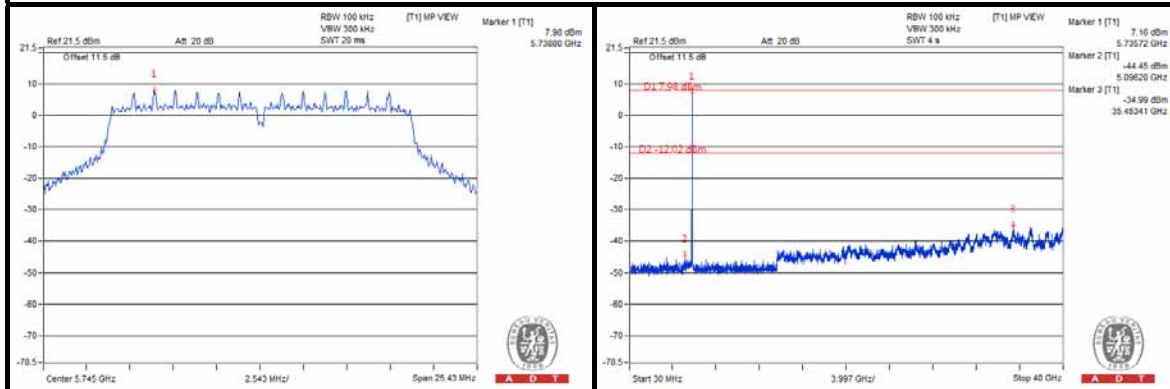 RBW 100 kHz
[T1] MP VIEW
VBW 300 kHz
Ref 21.5 dBm
Att 20 dB
SWT 20 ms
Marker 1 [T1]
7.98 dBm
5.73880 GHz
21.5
Offset 11.5 dB
1
10
0
-10
-20
-30
-40
-50
-60
-70
-78.5
Center 5.745 GHz
2.543 MHz/
Span 25.43 MHz
BUREAU VERITAS
1828
A D T
RBW 100 kHz
[T1] MP VIEW
VBW 300 kHz
Ref 21.5 dBm
Att 20 dB
SWT 4 s
Marker 1 [T1]
7.16 dBm
5.73572 GHz
Marker 2 [T1]
-44.45 dBm
5.09620 GHz
Marker 3 [T1]
-34.99 dBm
35.45341 GHz
21.5
Offset 11.5 dB
1
10
D1 7.98 dBm
0
-10
D2 -12.02 dBm
-20
-30
3
2
-40
-50
-60
-70
-78.5
Start 30 MHz
3.997 GHz/
Stop 40 GHz
BUREAU VERITAS
1828
A D T